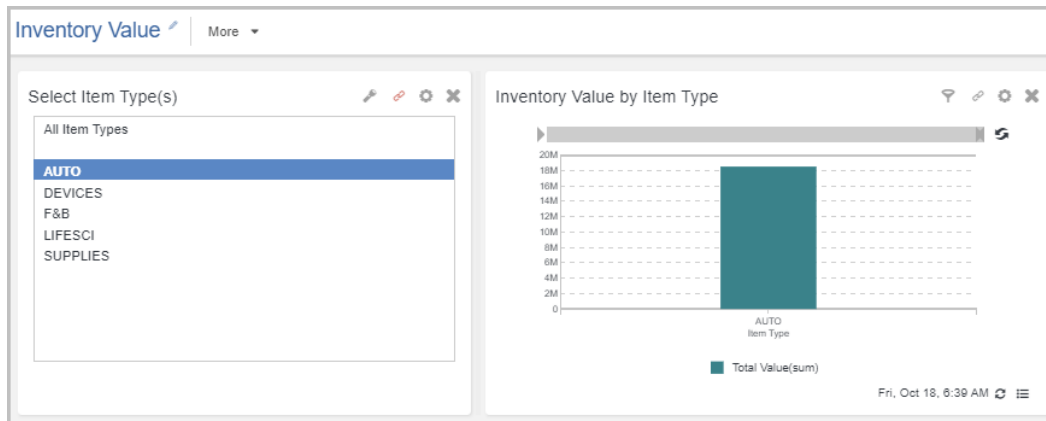 Inventory Value
More
Select Item Type(s)
All Item Types
AUTO
DEVICES
F&B
LIFESCI
SUPPLIES
Inventory Value by Item Type
20M
18M
16M
14M
12M
10M
8M
6M
4M
2M
0
AUTO
Item Type
Total Value(sum)
Fri, Oct 18, 6:39 AM